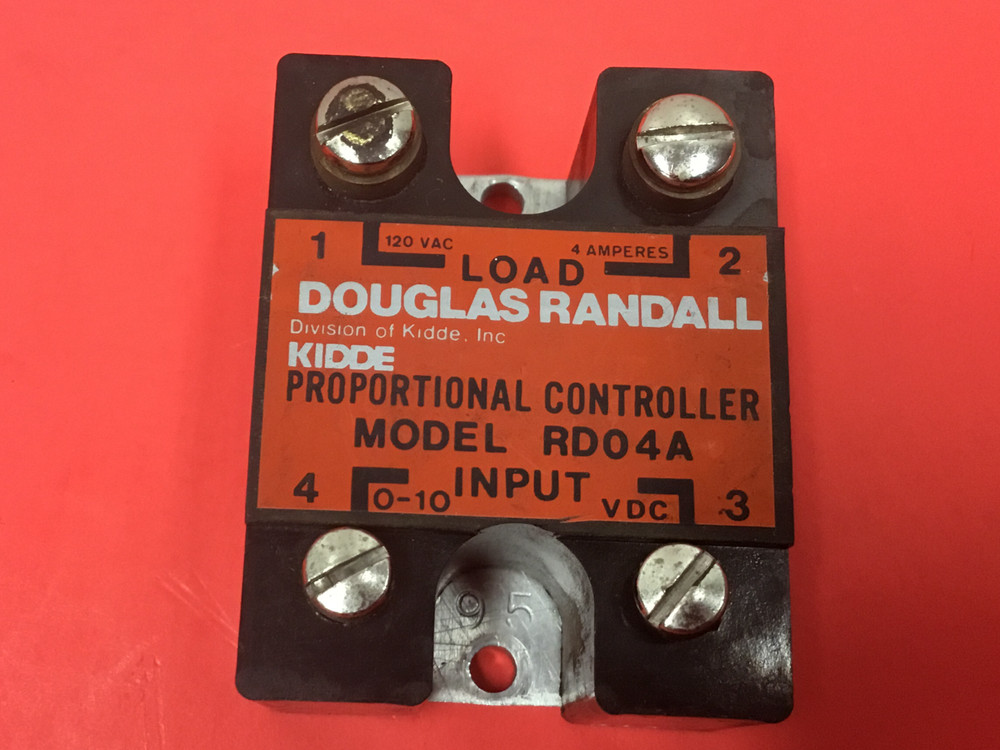 1 120 VAC 4 AMPERES 2
LOAD
DOUGLAS RANDALL
Division of Kidde, Inc
KIDDE
PROPORTIONAL CONTROLLER
MODEL RD04A
4 0-10 INPUT VDC 3
95